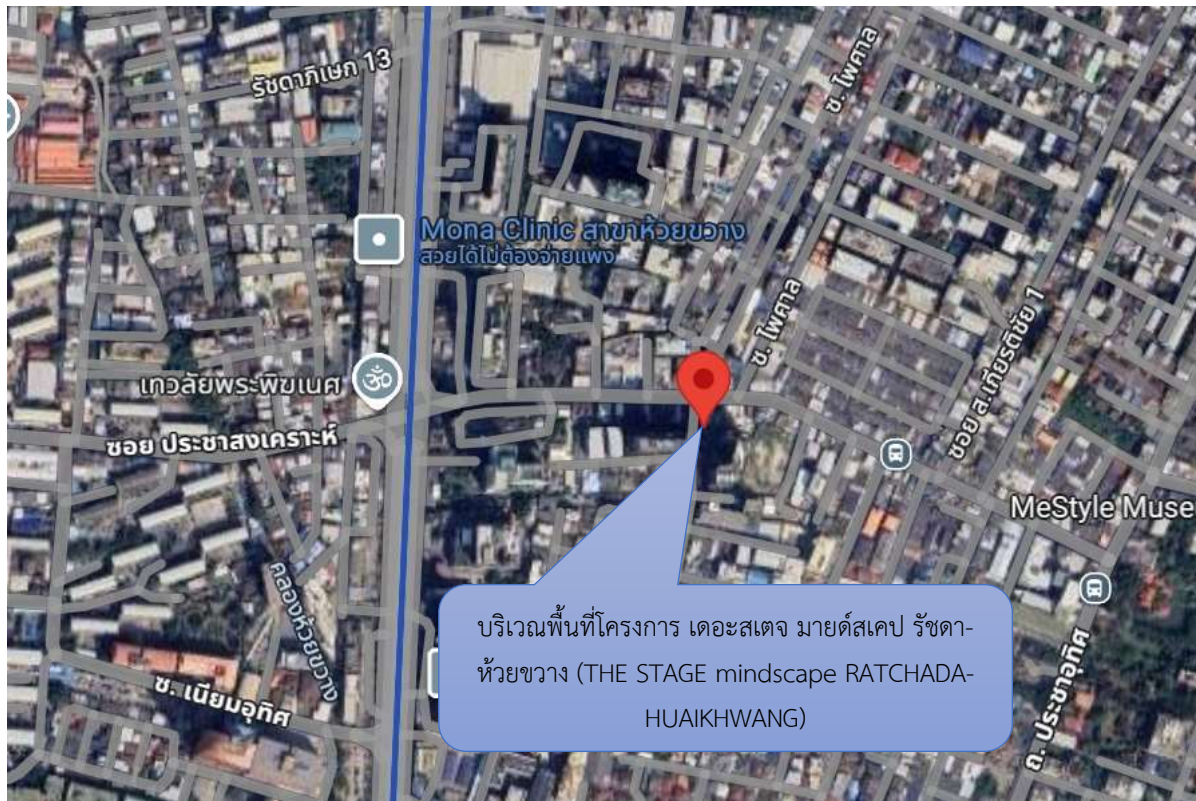 รัชดาภิเษก 13
ซ. ไพศาล
Mona Clinic สาขาห้วยขวาง
สวยได้ไม่ต้องจ่ายแพง
ซ. ไพศาล
ซอย ส.เกียรติชัย 1
เทวลัยพระพิฆเนศ
ซอย ประชาสงเคราะห์
MeStyle Muse
คลองห้วยขวาง
บริเวณพื้นที่โครงการ เดอะสเตจ มายด์สเคป รัชดา-
ห้วยขวาง (THE STAGE mindscape RATCHADA-
HUAIKHWANG)
ซ. เนียมอุทิศ
ถ. ประชาอุทิศ